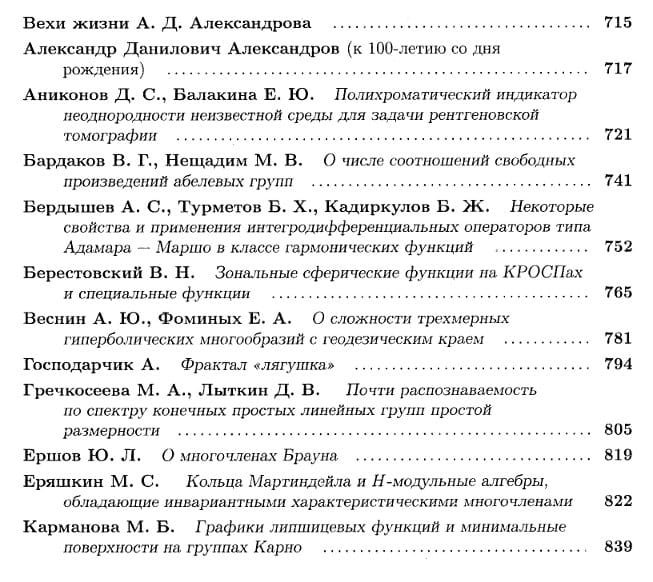 Вехи жизни А. Д. Александрова ........ 715
Александр Данилович Александров (к 100-летию со дня
рождения) ........ 717
Аниконов Д. С., Балакина Е. Ю. Полихроматический индикатор
неоднородности неизвестной среды для задачи рентгеновской
томографии ........ 721
Бардаков В. Г., Нещадим М. В. О числе соотношений свободных
произведений абелевых групп ........ 741
Бердышев А. С., Турметов Б. Х., Кадиркулов Б. Ж. Некоторые
свойства и применения интегродифференциальных операторов типа
Адамара — Маршо в классе гармонических функций ........ 752
Берестовский В. Н. Зональные сферические функции на КРОСПах
и специальные функции ........ 765
Веснин А. Ю., Фоминых Е. А. О сложности трехмерных
гиперболических многообразий с геодезическим краем ........ 781
Господарчик А. Фрактал «лягушка» ........ 794
Гречкосеева М. А., Лыткин Д. В. Почти распознаваемость
по спектру конечных простых линейных групп простой
размерности ........ 805
Ершов Ю. Л. О многочленах Брауна ........ 819
Еряшкин М. С. Кольца Мартиндейла и H-модульные алгебры,
обладающие инвариантными характеристическими многочленами 822
Карманова М. Б. Графики липшицевых функций и минимальные
поверхности на группах Карно ........ 839